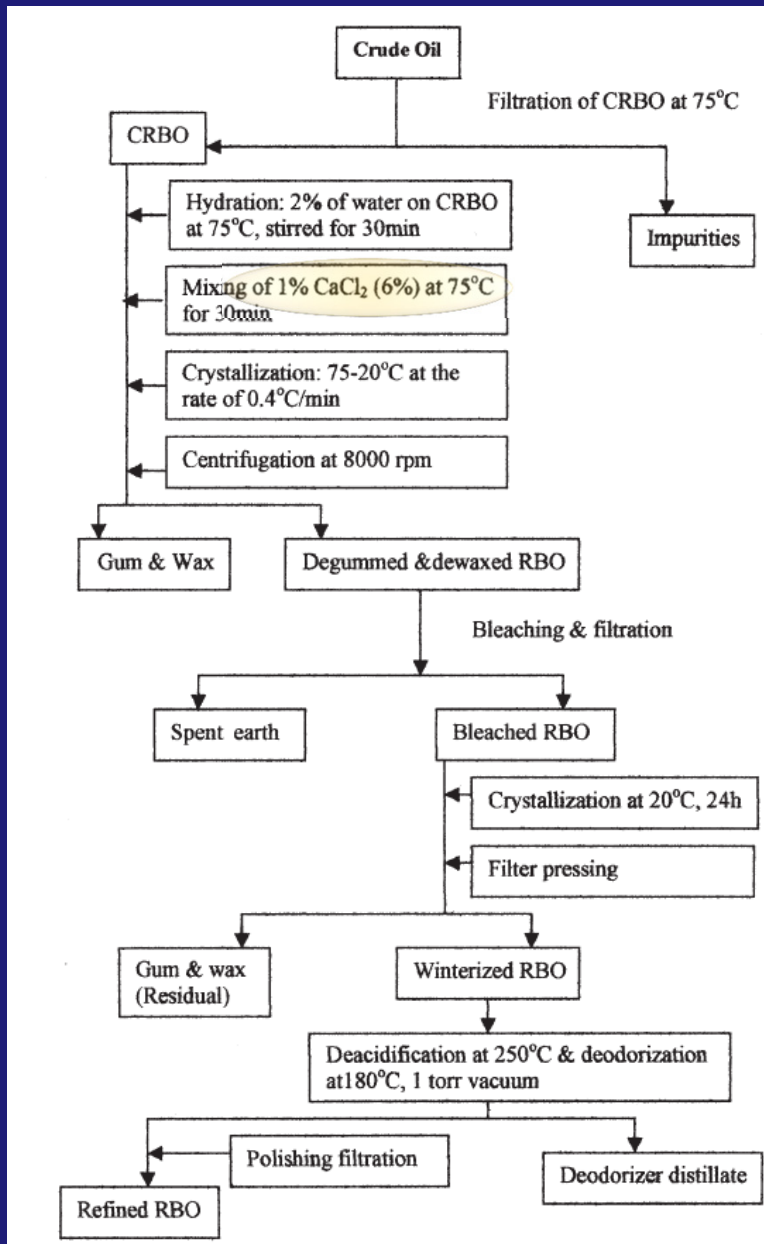 Crude Oil
Filtration of CRBO at 75°C
CRBO
Hydration: 2% of water on CRBO
at 75°C, stirred for 30min
Impurities
Mixing of 1% CaCl₂ (6%) at 75°C
for 30min
Crystallization: 75-20°C at the
rate of 0.4°C/min
Centrifugation at 8000 rpm
Gum & Wax
Degummed &dewaxed RBO
Bleaching & filtration
Spent earth
Bleached RBO
Crystallization at 20°C, 24h
Filter pressing
Gum & wax
(Residual)
Winterized RBO
Deacidification at 250°C & deodorization
at180°C, 1 torr vacuum
Polishing filtration
Deodorizer distillate
Refined RBO